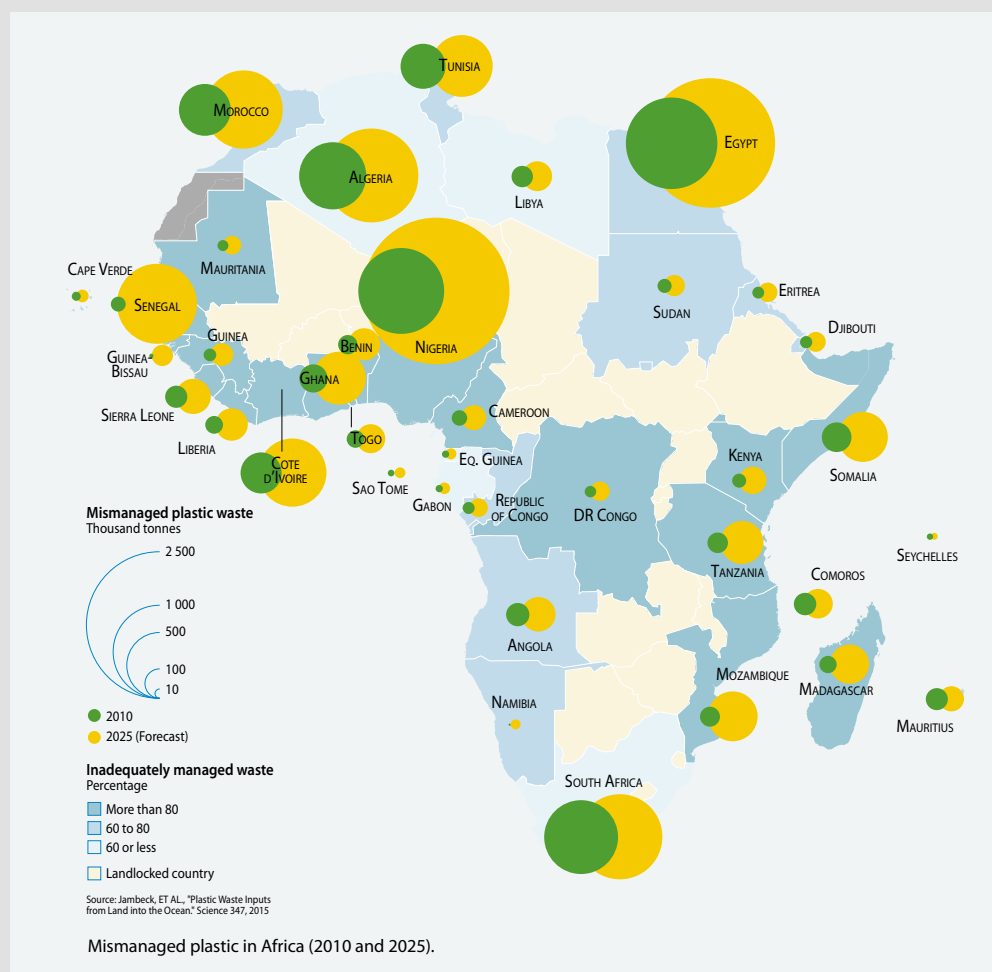 Tunisia
Morocco
Egypt
Algeria
Libya
Cape Verde
Mauritania
Senegal
Sudan
Eritrea
Djibouti
Guinea
Benin
Nigeria
Guinea-
Bissau
Ghana
Sierra Leone
Cameroon
Liberia
Togo
Kenya
Somalia
Eq. Guinea
Cote
d'Ivoire
Sao Tome
Gabon
Republic
of Congo
DR Congo
Seychelles
Tanzania
Comoros
Angola
Mozambique
Madagascar
Namibia
Mauritius
South Africa
Mismanaged plastic waste
Thousand tonnes
2 500
1 000
500
100
10
2010
2025 (Forecast)
Inadequately managed waste
Percentage
More than 80
60 to 80
60 or less
Landlocked country
Source: Jambeck, ET AL., "Plastic Waste Inputs
from Land into the Ocean." Science 347, 2015
Mismanaged plastic in Africa (2010 and 2025).